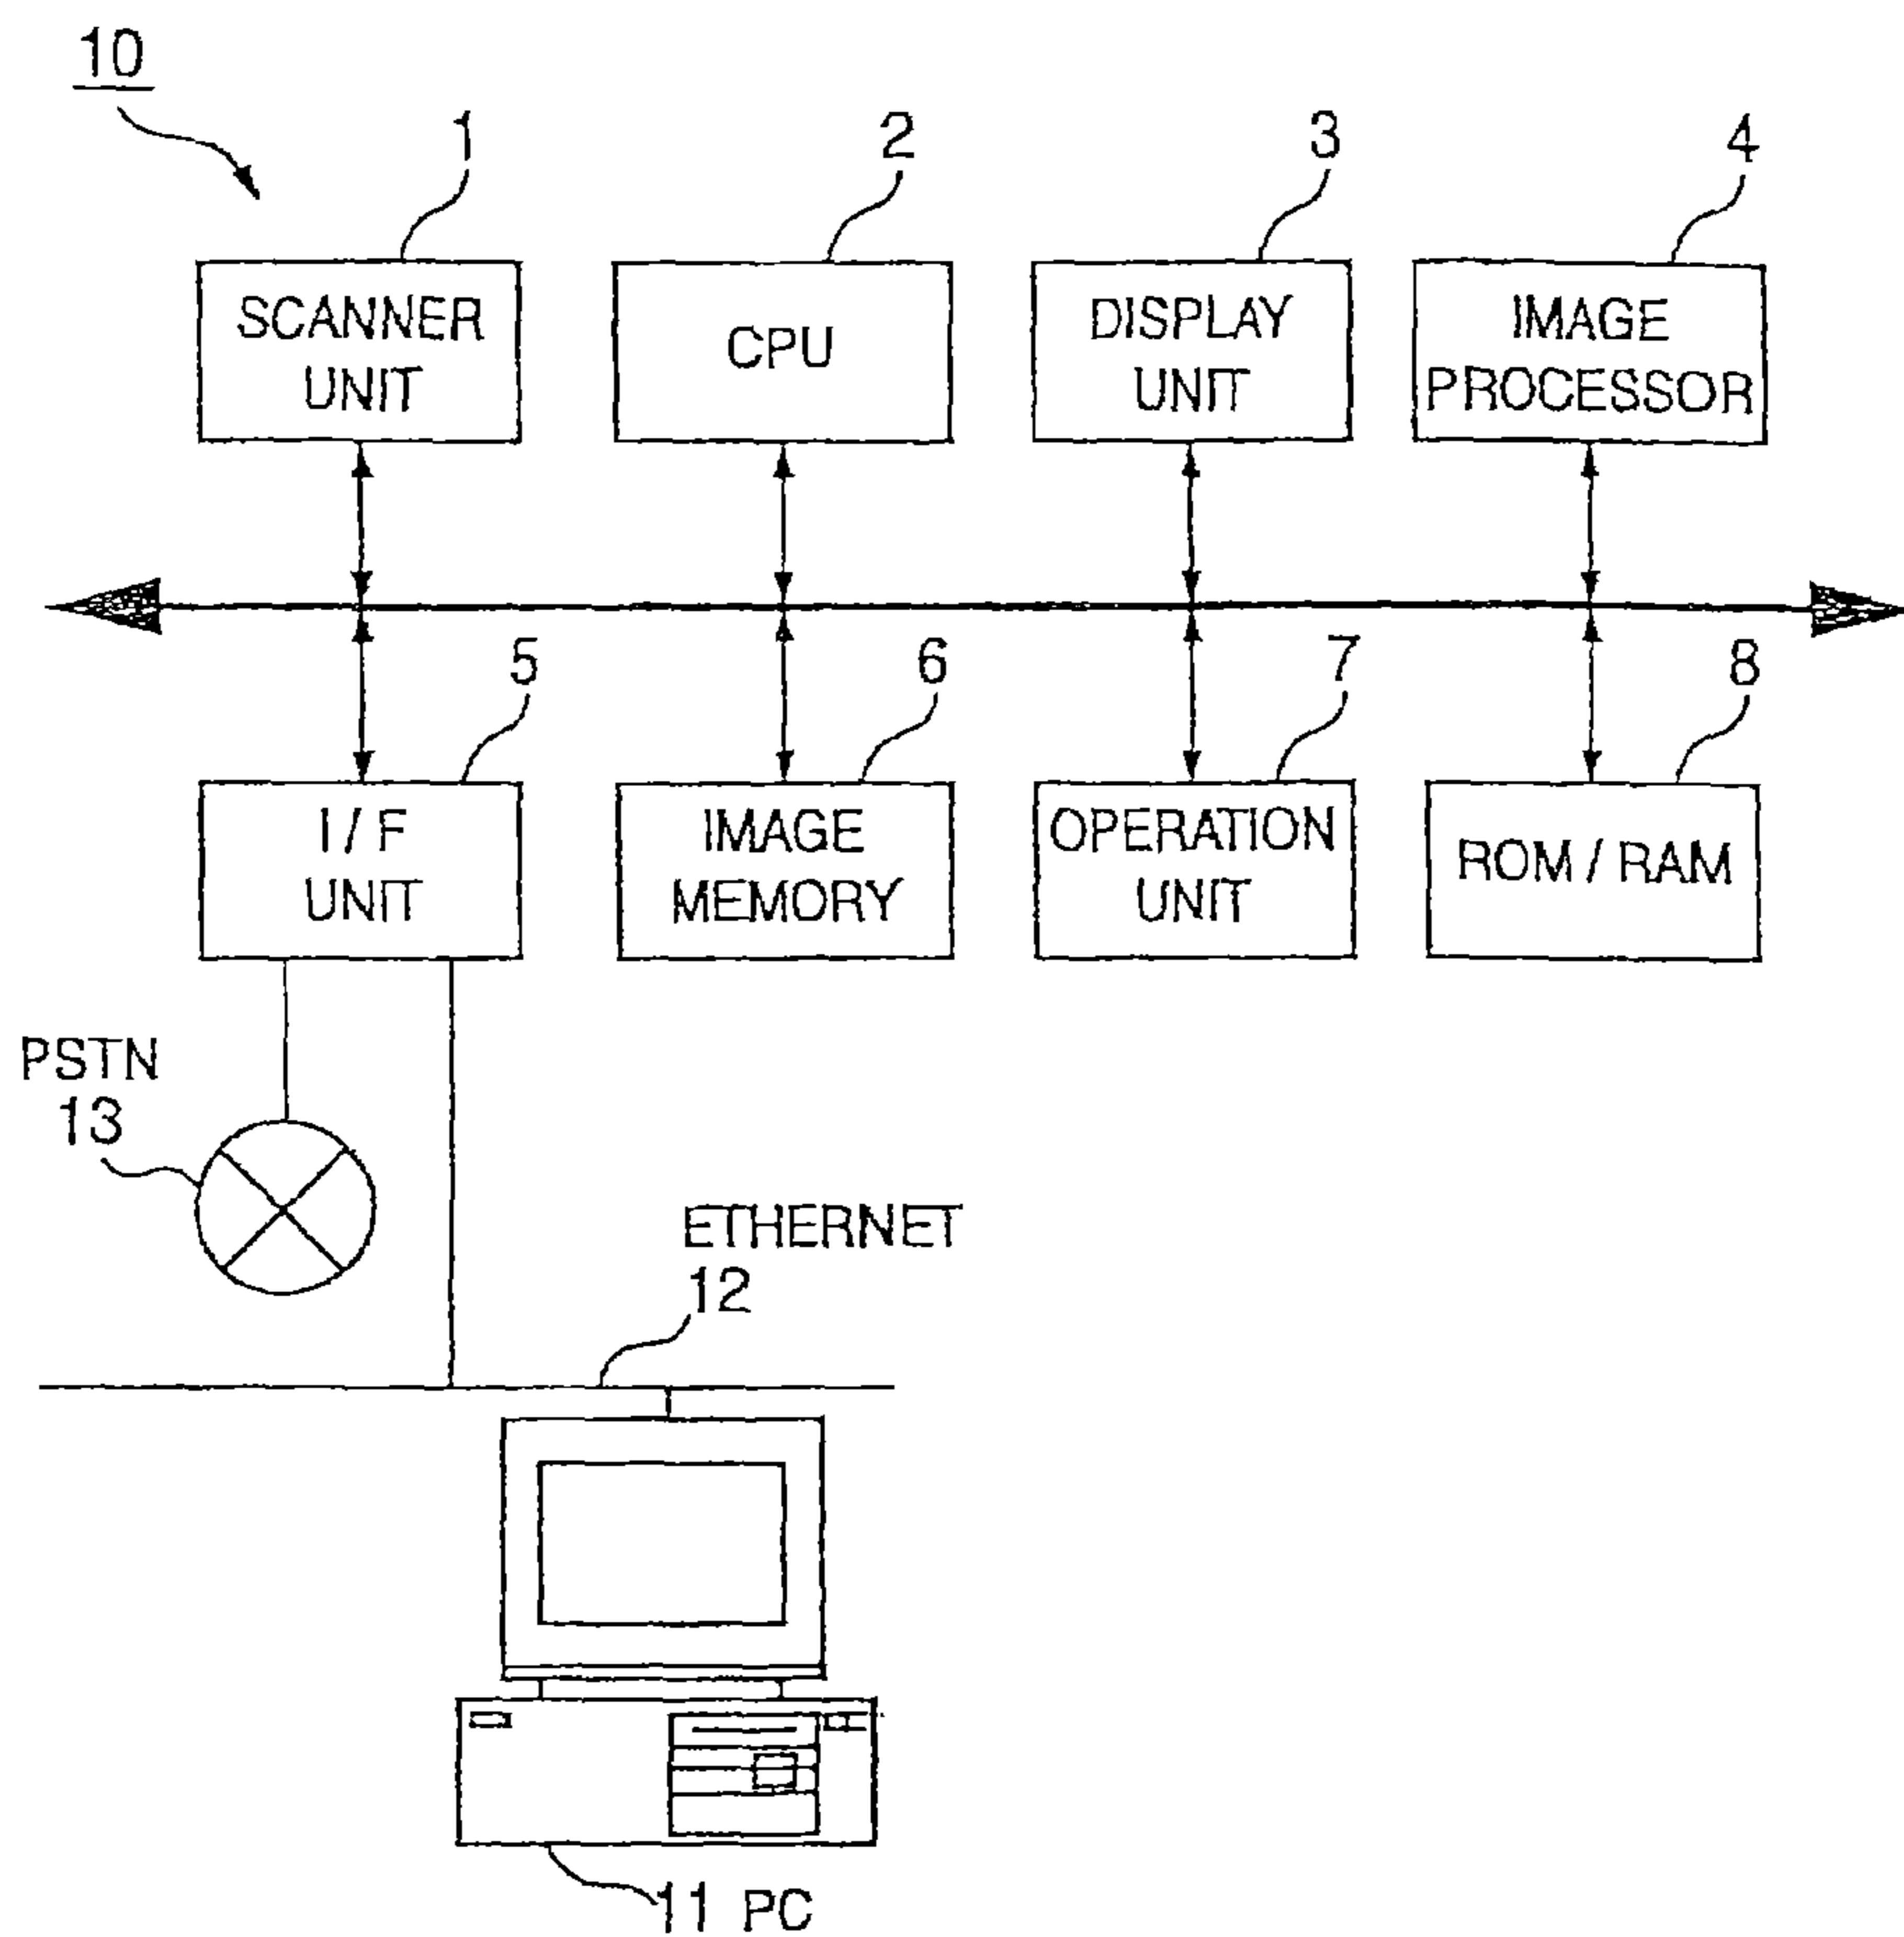 10
1
2
3
4
SCANNER
UNIT
CPU
DISPLAY
UNIT
IMAGE
PROCESSOR
5
6
7
8
I / F
UNIT
IMAGE
MEMORY
OPERATION
UNIT
ROM / RAM
PSTN
13
ETHERNET
12
11 PC